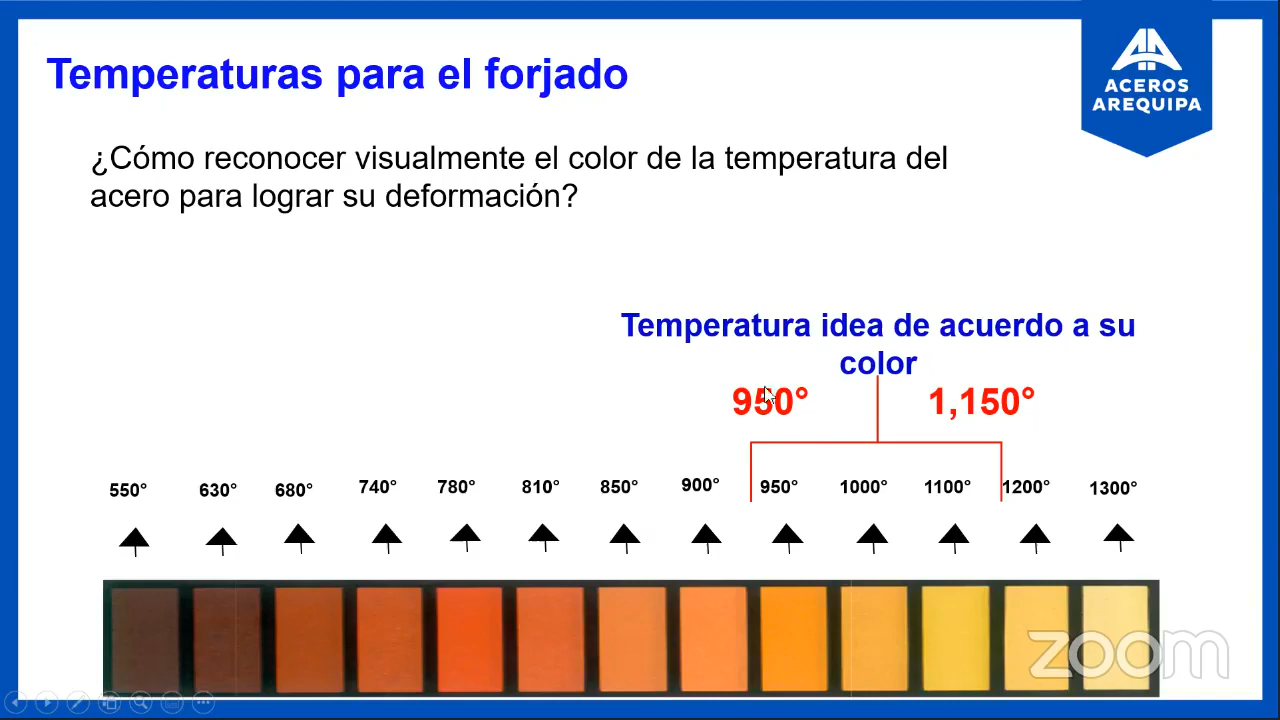 Temperaturas para el forjado
ACEROS
AREQUIPA
¿Cómo reconocer visualmente el color de la temperatura del
acero para lograr su deformación?
Temperatura idea de acuerdo a su
color
950° 1,150°
550° 630° 680° 740° 780° 810° 850° 900° 950° 1000° 1100° 1200° 1300°
zoom